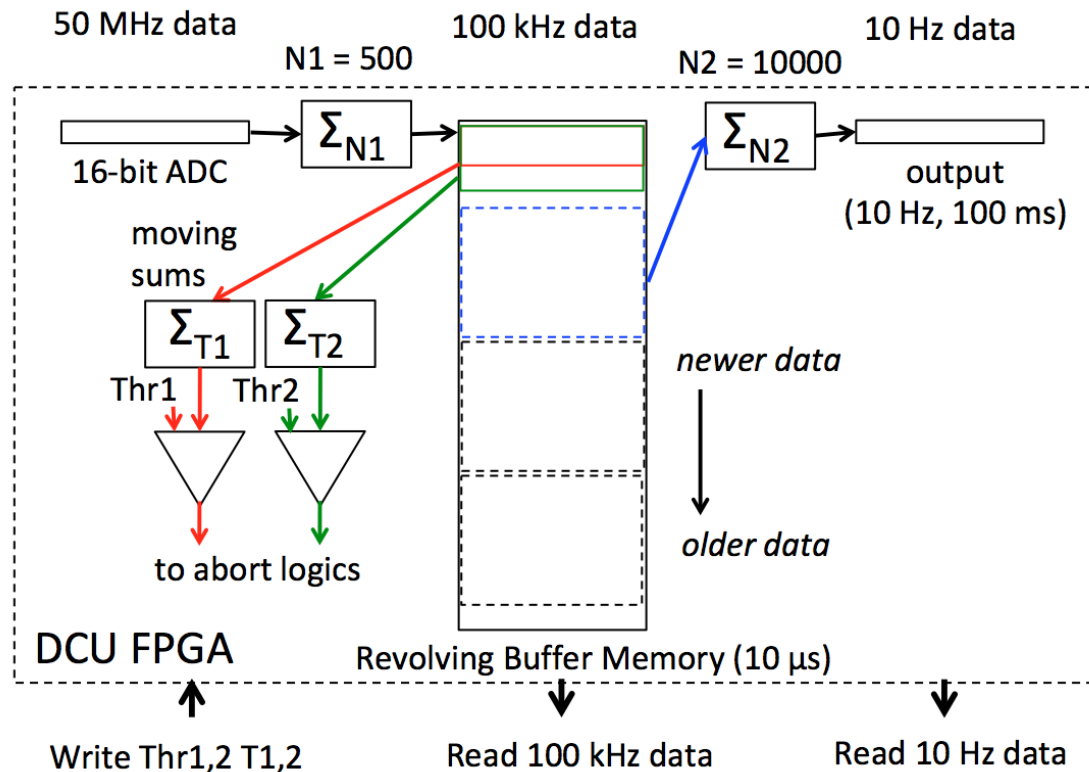 50 MHz data
100 kHz data
10 Hz data
N1 = 500
N2 = 10000
16-bit ADC
Σ_N1
Σ_N2
output
(10 Hz, 100 ms)
moving
sums
Σ_T1
Σ_T2
Thr1
Thr2
to abort logics
newer data
older data
DCU FPGA
Revolving Buffer Memory (10 μs)
Write Thr1,2 T1,2
Read 100 kHz data
Read 10 Hz data